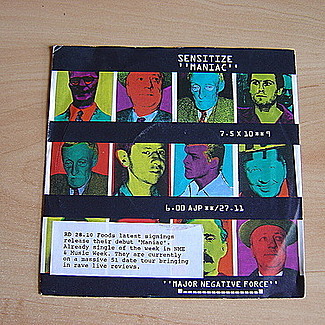 SENSITIZE
"MANIAC"
7.5 X 10**9
6.00 AJP **/27.11
RD 28.10 Foods latest signings
release their debut "Maniac".
Already single of the week in NME
& Music Week. They are currently
on a massive 51 date tour bringing
in rave live reviews.
"MAJOR NEGATIVE FORCE"